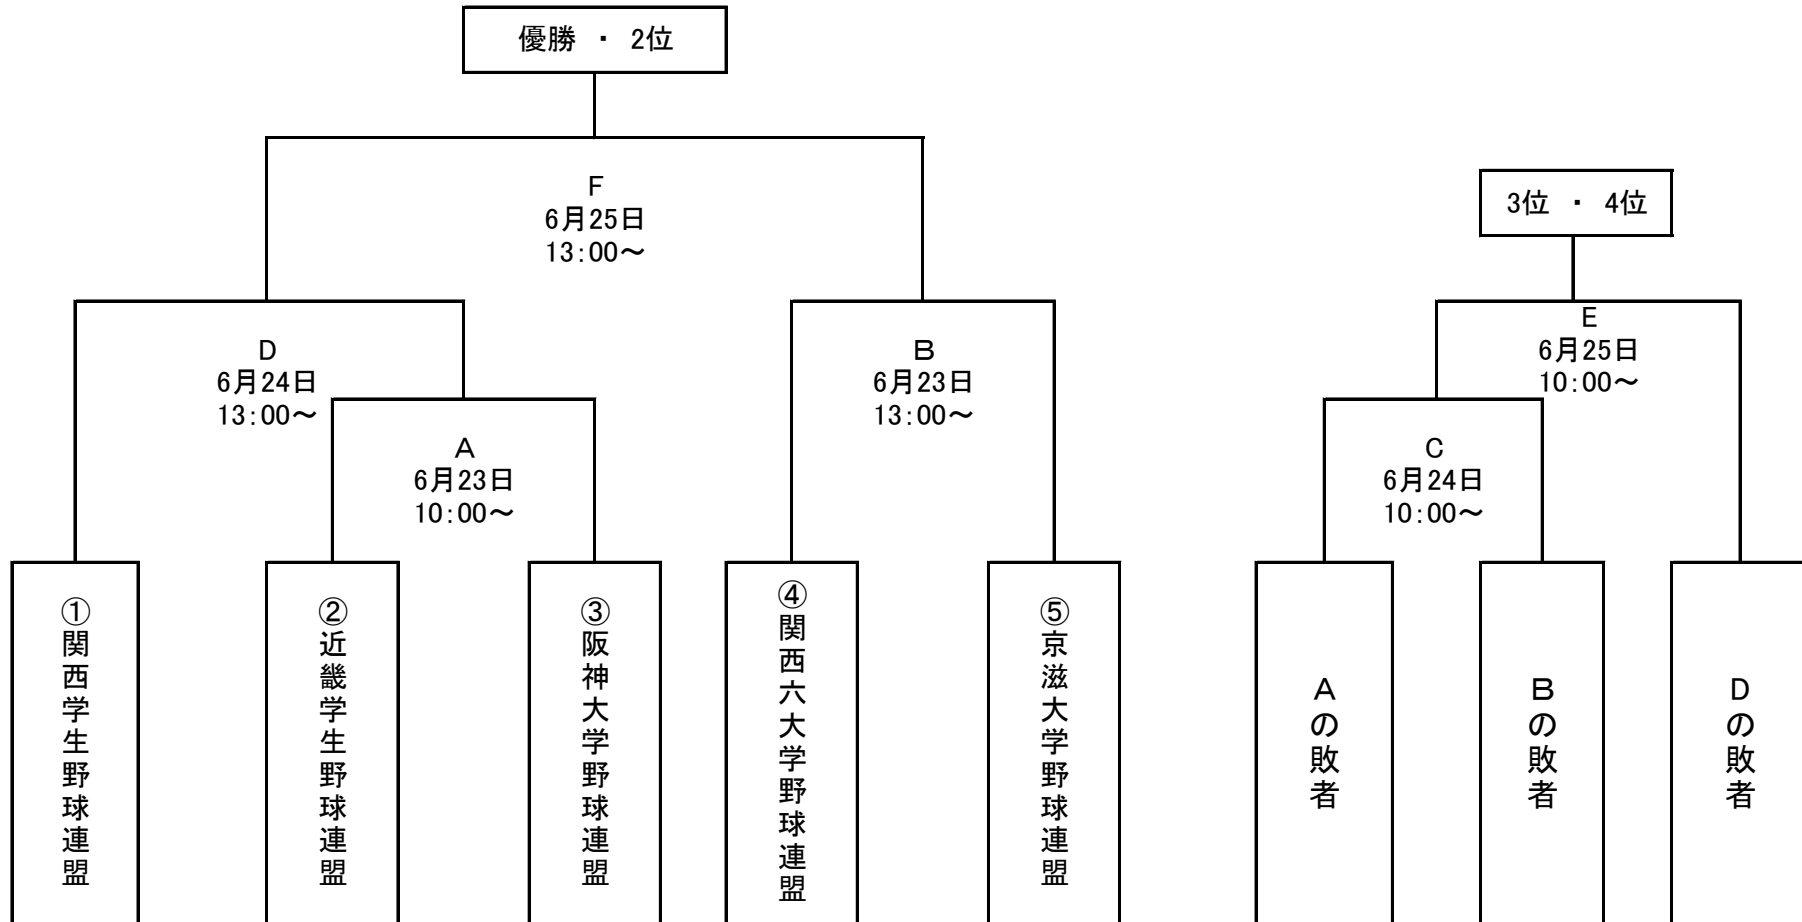 優勝 ・ 2位
F
6月25日
13:00～
3位 ・ 4位
D
6月24日
13:00～
B
6月23日
13:00～
E
6月25日
10:00～
A
6月23日
10:00～
C
6月24日
10:00～
①関西学生野球連盟
②近畿学生野球連盟
③阪神大学野球連盟
④関西六大学野球連盟
⑤京滋大学野球連盟
Aの敗者
Bの敗者
Dの敗者